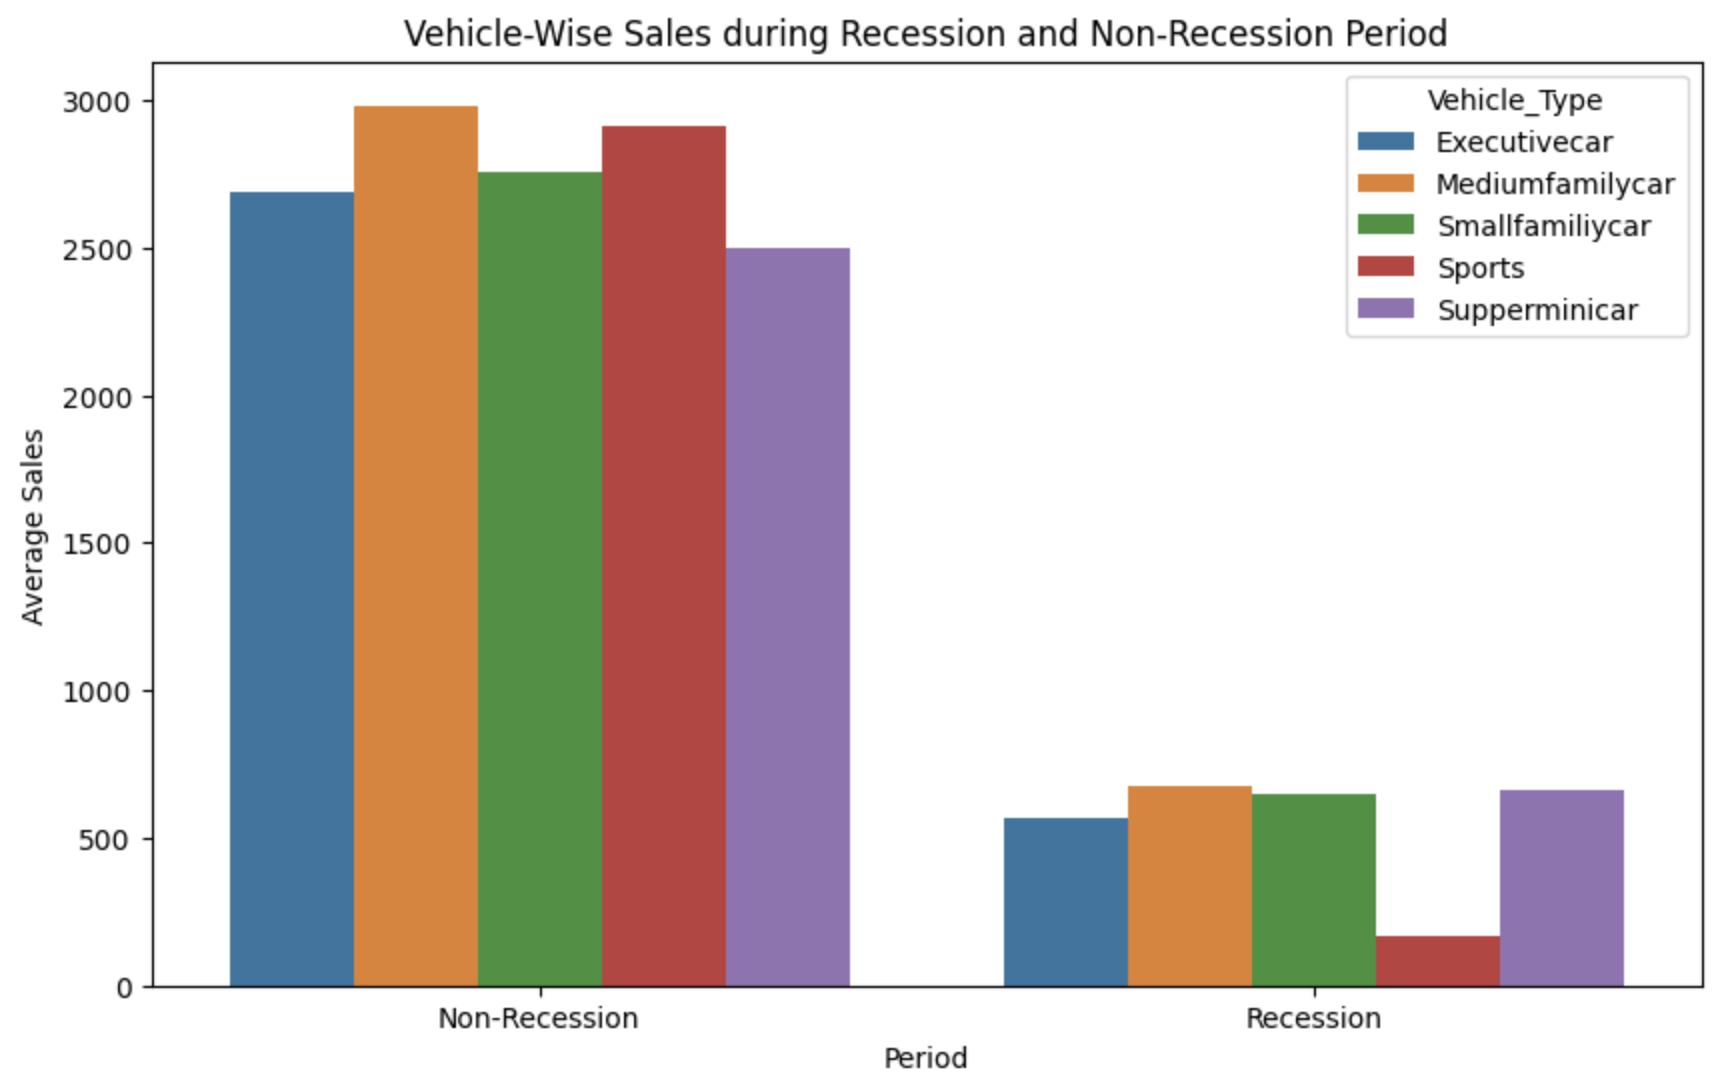 Vehicle-Wise Sales during Recession and Non-Recession Period
Vehicle_Type
Executivecar
Mediumfamilycar
Smallfamiliycar
Sports
Supperminicar
3000
2500
2000
1500
1000
500
0
Average Sales
Non-Recession
Recession
Period